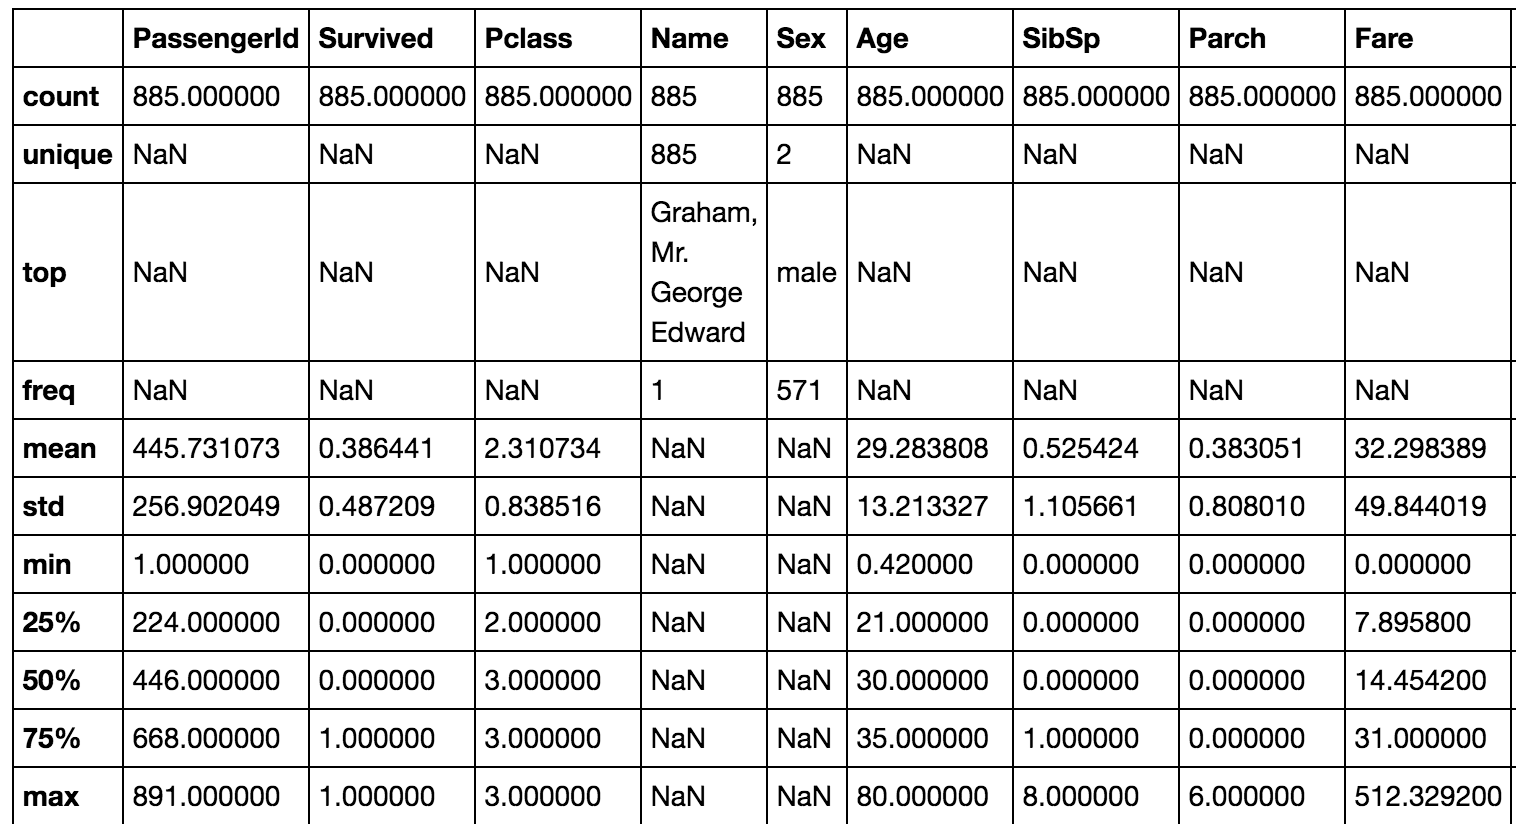 PassengerId Survived Pclass Name Sex Age SibSp Parch Fare
count 885.000000 885.000000 885.000000 885 885 885.000000 885.000000 885.000000 885.000000
unique NaN NaN NaN 885 2 NaN NaN NaN NaN
top NaN NaN NaN Graham, Mr. George Edward male NaN NaN NaN NaN
freq NaN NaN NaN 1 571 NaN NaN NaN NaN
mean 445.731073 0.386441 2.310734 NaN NaN 29.283808 0.525424 0.383051 32.298389
std 256.902049 0.487209 0.838516 NaN NaN 13.213327 1.105661 0.808010 49.844019
min 1.000000 0.000000 1.000000 NaN NaN 0.420000 0.000000 0.000000 0.000000
25% 224.000000 0.000000 2.000000 NaN NaN 21.000000 0.000000 0.000000 7.895800
50% 446.000000 0.000000 3.000000 NaN NaN 30.000000 0.000000 0.000000 14.454200
75% 668.000000 1.000000 3.000000 NaN NaN 35.000000 1.000000 0.000000 31.000000
max 891.000000 1.000000 3.000000 NaN NaN 80.000000 8.000000 6.000000 512.329200